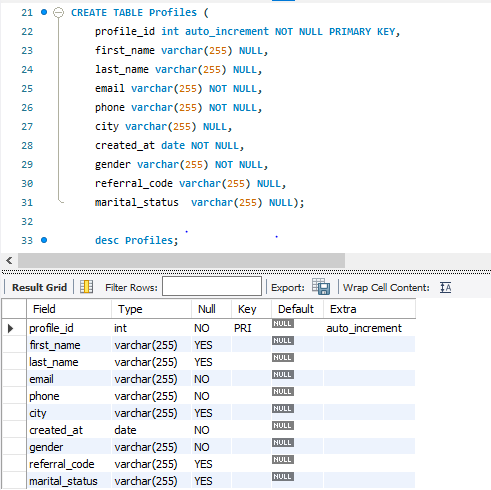 21 CREATE TABLE Profiles (
22 profile_id int auto_increment NOT NULL PRIMARY KEY,
23 first_name varchar(255) NULL,
24 last_name varchar(255) NULL,
25 email varchar(255) NOT NULL,
26 phone varchar(255) NOT NULL,
27 city varchar(255) NULL,
28 created_at date NOT NULL,
29 gender varchar(255) NOT NULL,
30 referral_code varchar(255) NULL,
31 marital_status  varchar(255) NULL);
32
33 desc Profiles;
Result Grid Filter Rows: Export: Wrap Cell Content:
Field Type Null Key Default Extra
profile_id int NO PRI NULL auto_increment
first_name varchar(255) YES NULL
last_name varchar(255) YES NULL
email varchar(255) NO NULL
phone varchar(255) NO NULL
city varchar(255) YES NULL
created_at date NO NULL
gender varchar(255) NO NULL
referral_code varchar(255) YES NULL
marital_status varchar(255) YES NULL